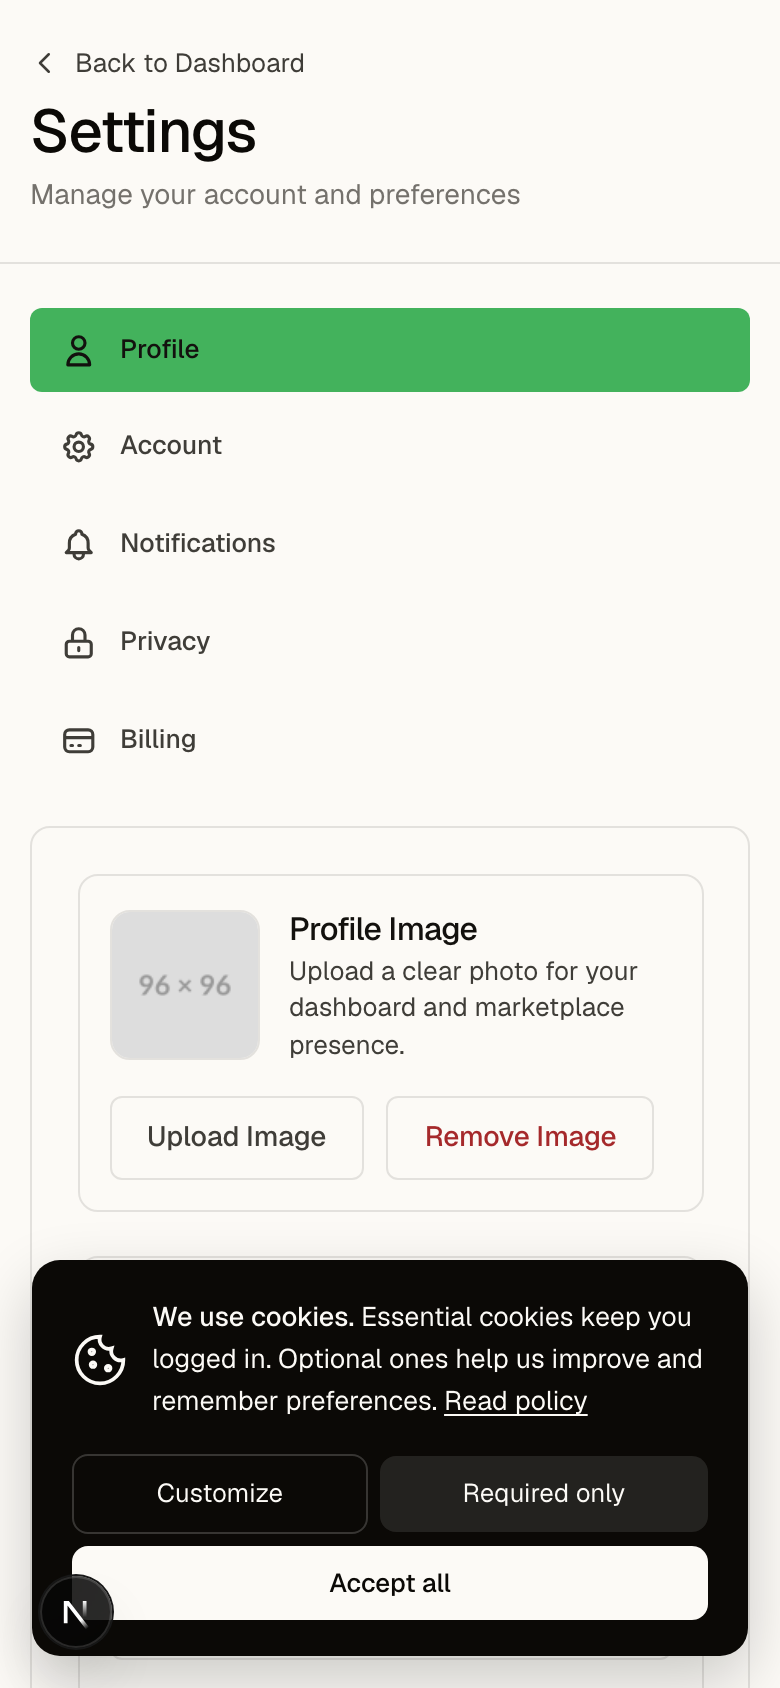 Back to Dashboard
Settings
Manage your account and preferences
Profile
Account
Notifications
Privacy
Billing
96 × 96
Profile Image
Upload a clear photo for your
dashboard and marketplace
presence.
Upload Image
Remove Image
We use cookies. Essential cookies keep you
logged in. Optional ones help us improve and
remember preferences. Read policy
Customize
Required only
Accept all
N